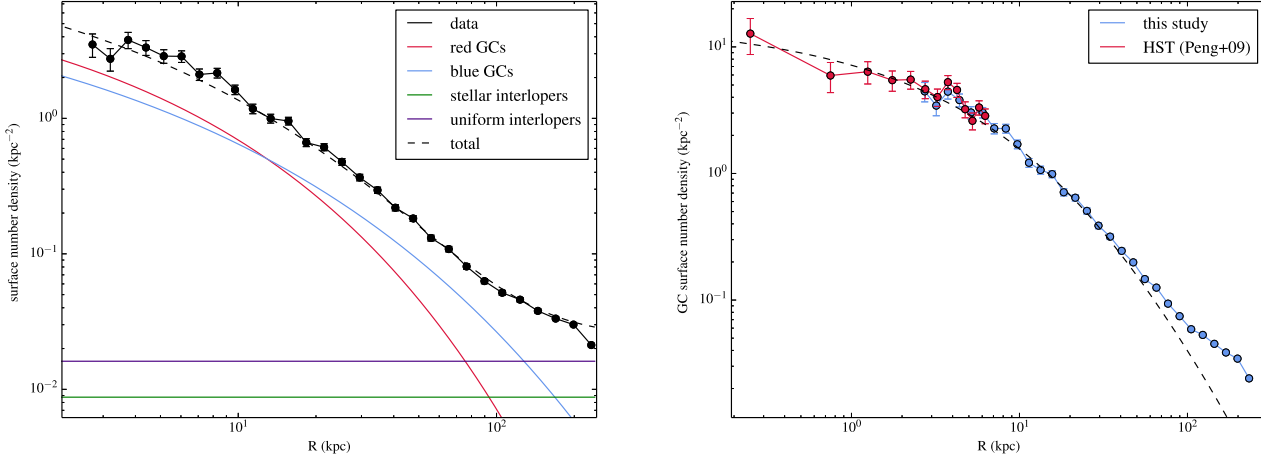 data
red GCs
blue GCs
stellar interlopers
uniform interlopers
total
surface number density (kpc⁻²)
10⁰
10⁻¹
10⁻²
10¹
10²
R (kpc)
this study
HST (Peng+09)
GC surface number density (kpc⁻²)
10¹
10⁰
10⁻¹
10⁰
10¹
10²
R (kpc)